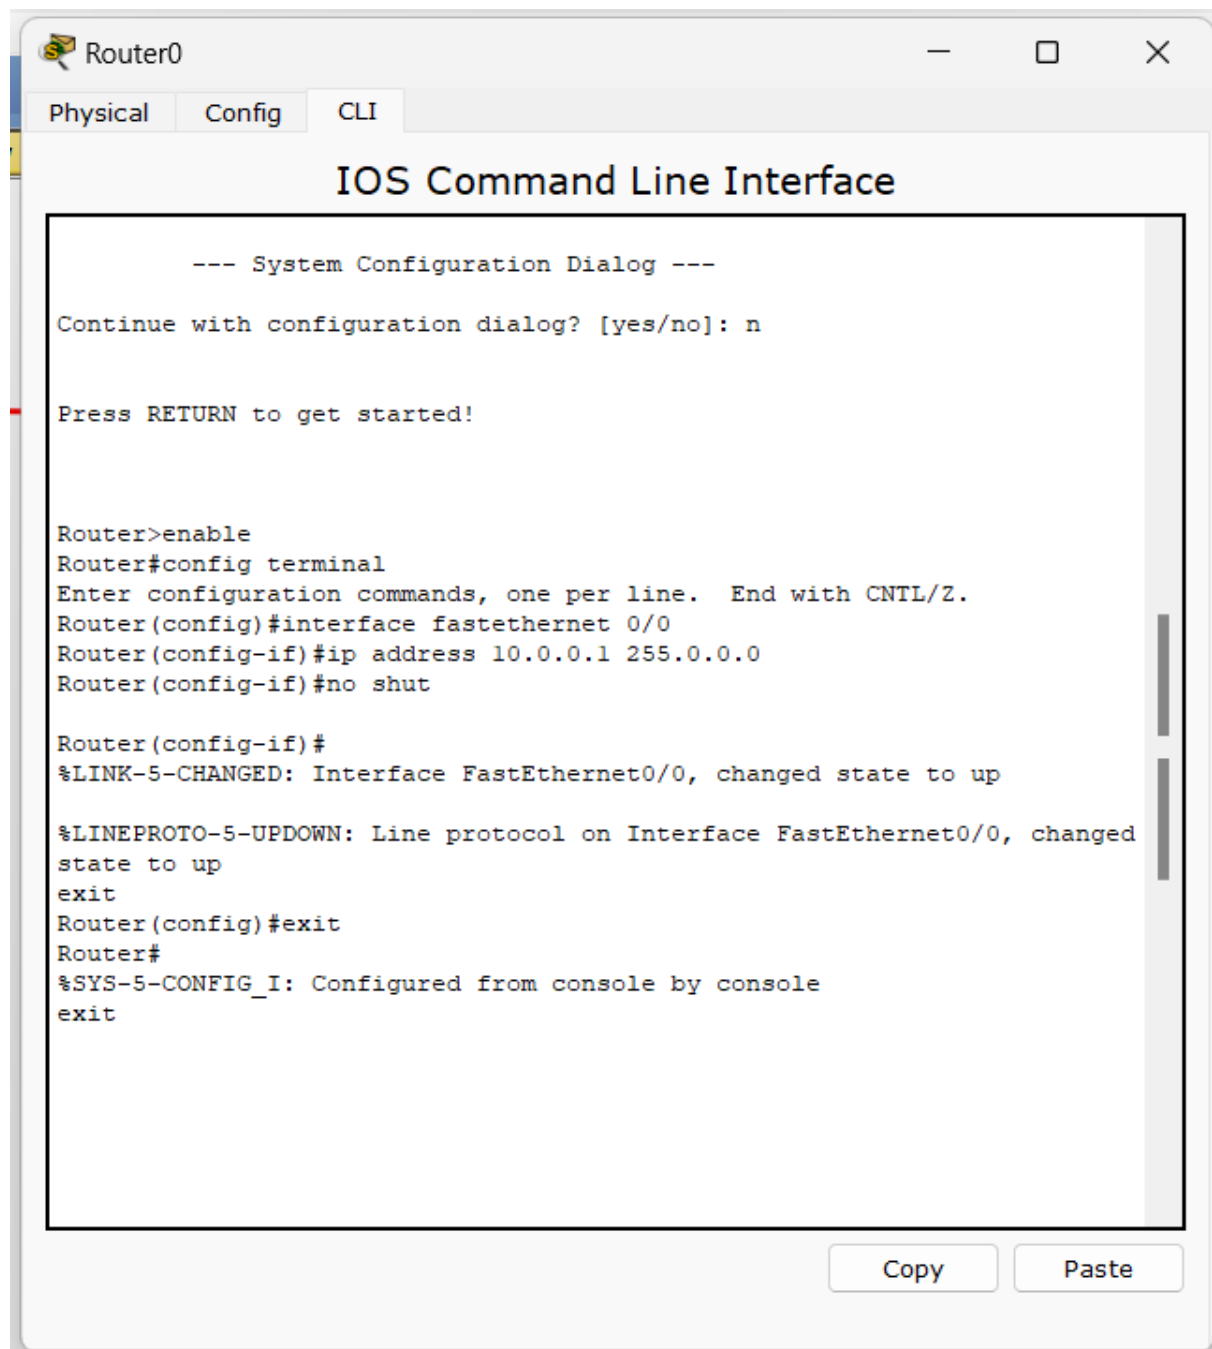 Router0
Physical Config CLI
IOS Command Line Interface
--- System Configuration Dialog ---
Continue with configuration dialog? [yes/no]: n
Press RETURN to get started!
Router>enable
Router#config terminal
Enter configuration commands, one per line.  End with CNTL/Z.
Router(config)#interface fastethernet 0/0
Router(config-if)#ip address 10.0.0.1 255.0.0.0
Router(config-if)#no shut
Router(config-if)#
%LINK-5-CHANGED: Interface FastEthernet0/0, changed state to up
%LINEPROTO-5-UPDOWN: Line protocol on Interface FastEthernet0/0, changed
state to up
exit
Router(config)#exit
Router#
%SYS-5-CONFIG_I: Configured from console by console
exit
Copy Paste